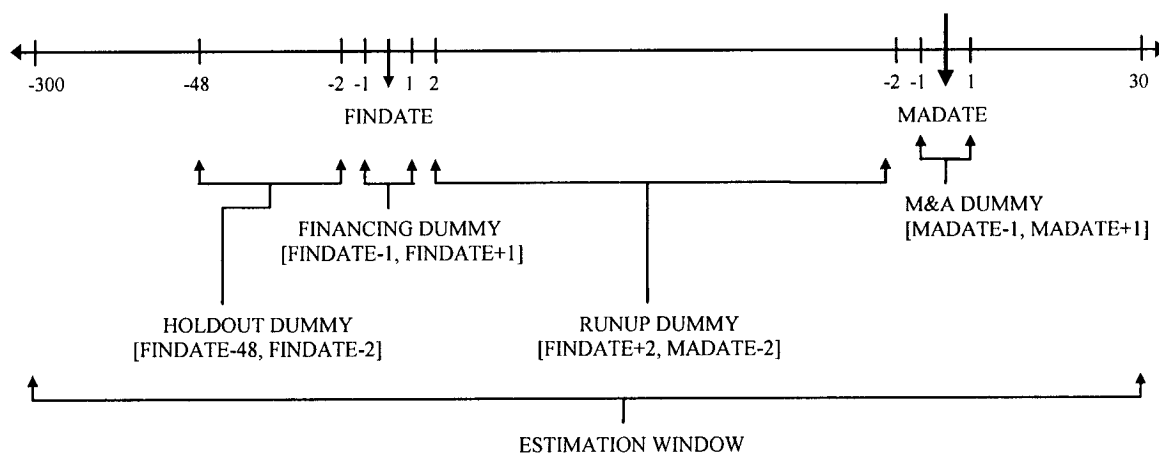 -300 -48 -2 -1 1 2 -2 -1 1 30
FINDATE MADATE
FINANCING DUMMY
[FINDATE-1, FINDATE+1]
M&A DUMMY
[MADATE-1, MADATE+1]
HOLDOUT DUMMY
[FINDATE-48, FINDATE-2]
RUNUP DUMMY
[FINDATE+2, MADATE-2]
ESTIMATION WINDOW